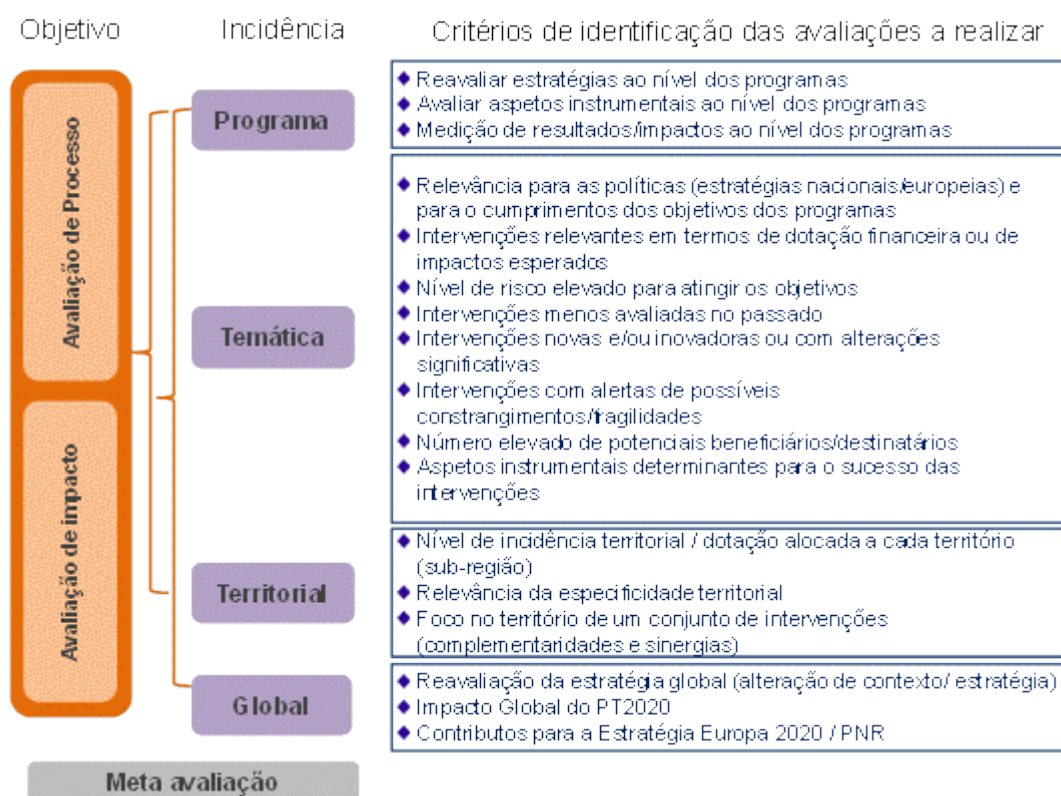 Objetivo
Incidência
Critérios de identificação das avaliações a realizar
Avaliação de Processo
Avaliação de impacto
Programa
◆ Reavaliar estratégias ao nível dos programas
◆ Avaliar aspetos instrumentais ao nível dos programas
◆ Medição de resultados/impactos ao nível dos programas
Temática
◆ Relevância para as políticas (estratégias nacionais/europeias) e
para o cumprimentos dos objetivos dos programas
◆ Intervenções relevantes em termos de dotação financeira ou de
impactos esperados
◆ Nível de risco elevado para atingir os objetivos
◆ Intervenções menos avaliadas no passado
◆ Intervenções novas e/ou inovadoras ou com alterações
significativas
◆ Intervenções com alertas de possíveis
constrangimentos/fragilidades
◆ Número elevado de potenciais beneficiários/destinatários
◆ Aspetos instrumentais determinantes para o sucesso das
intervenções
Territorial
◆ Nível de incidência territorial / dotação alocada a cada território
(sub-região)
◆ Relevância da especificidade territorial
◆ Foco no território de um conjunto de intervenções
(complementaridades e sinergias)
Global
◆ Reavaliação da estratégia global (alteração de contexto/ estratégia)
◆ Impacto Global do PT2020
◆ Contributos para a Estratégia Europa 2020 / PNR
Meta avaliação